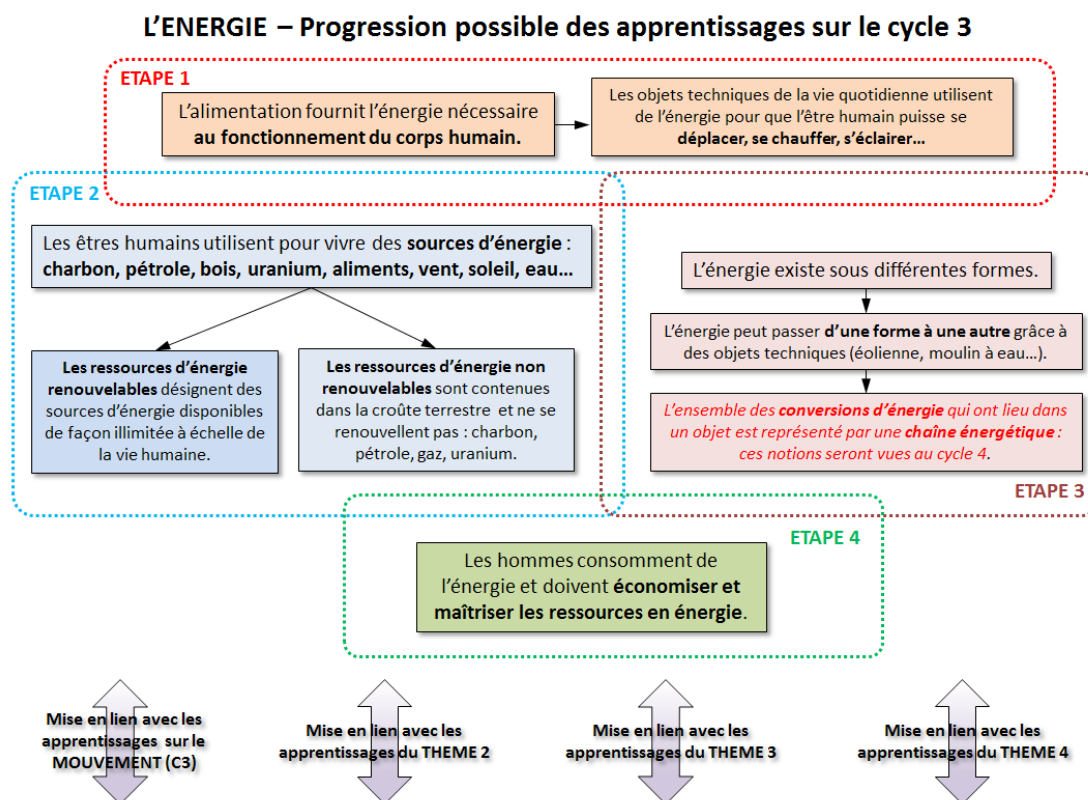 L’ENERGIE – Progression possible des apprentissages sur le cycle 3
ETAPE 1
L’alimentation fournit l’énergie nécessaire
au fonctionnement du corps humain.
Les objets techniques de la vie quotidienne utilisent
de l’énergie pour que l’être humain puisse se
déplacer, se chauffer, s’éclairer…
ETAPE 2
Les êtres humains utilisent pour vivre des sources d’énergie :
charbon, pétrole, bois, uranium, aliments, vent, soleil, eau…
Les ressources d’énergie
renouvelables désignent des
sources d’énergie disponibles
de façon illimitée à échelle de
la vie humaine.
Les ressources d’énergie non
renouvelables sont contenues
dans la croûte terrestre et ne se
renouvellent pas : charbon,
pétrole, gaz, uranium.
L’énergie existe sous différentes formes.
L’énergie peut passer d’une forme à une autre grâce à
des objets techniques (éolienne, moulin à eau…).
L’ensemble des conversions d’énergie qui ont lieu dans
un objet est représenté par une chaîne énergétique :
ces notions seront vues au cycle 4.
ETAPE 3
ETAPE 4
Les hommes consomment de
l’énergie et doivent économiser et
maîtriser les ressources en énergie.
Mise en lien avec les
apprentissages sur le
MOUVEMENT (C3)
Mise en lien avec les
apprentissages du THEME 2
Mise en lien avec les
apprentissages du THEME 3
Mise en lien avec les
apprentissages du THEME 4